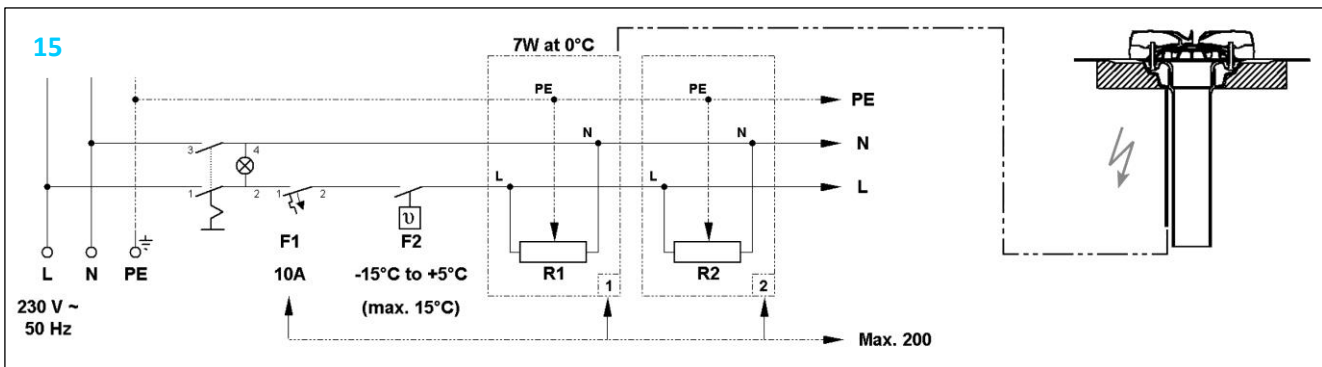 15
7W at 0°C
PE PE PE
N N N
3 4
L L L
1 2 1 2
L N PE
F1 F2 R1 R2
1 2
10A -15°C to +5°C
(max. 15°C)
230 V ~
50 Hz
υ
Max. 200